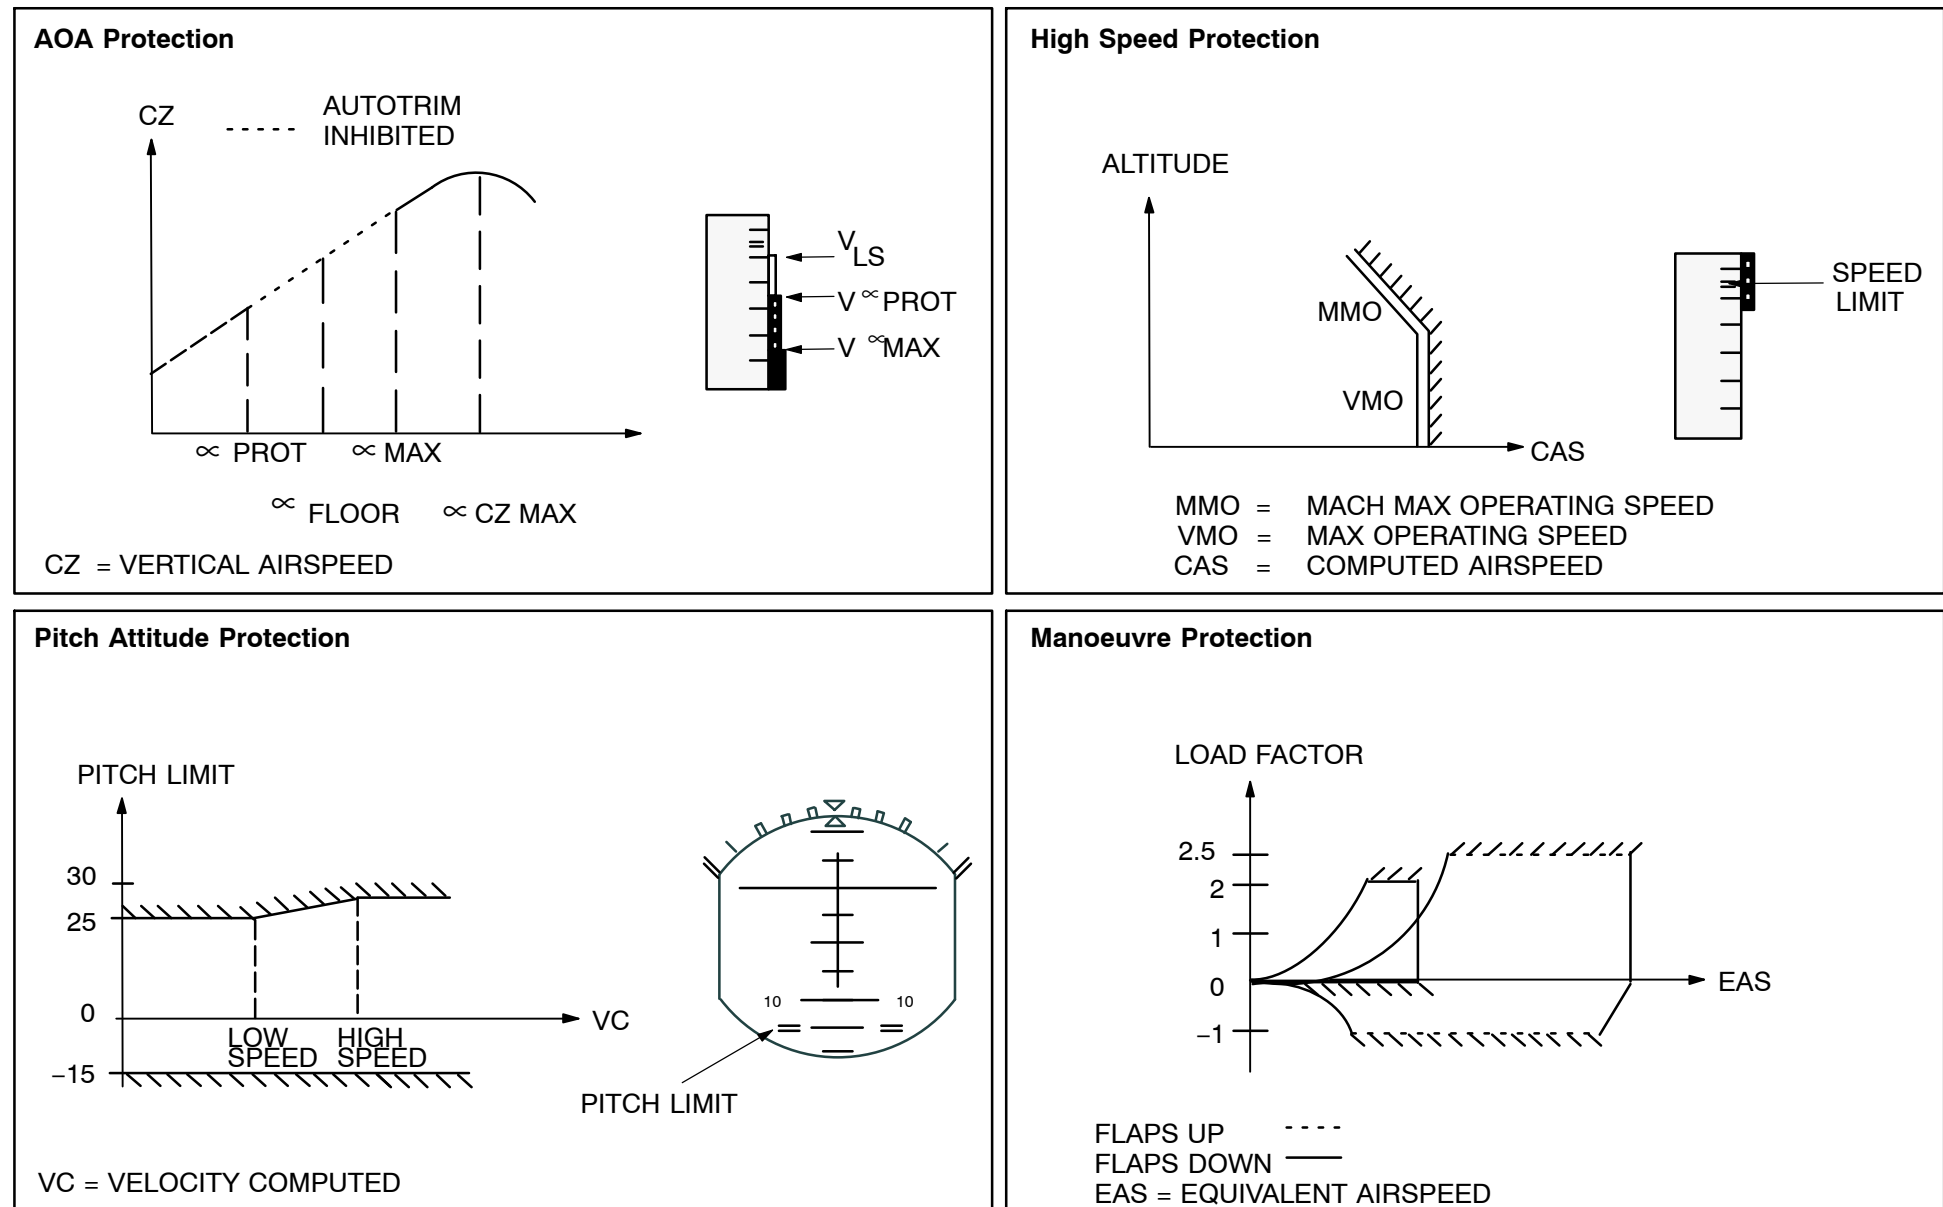 AOA Protection
CZ
AUTOTRIM
INHIBITED
V LS
V ∝ PROT
V ∝ MAX
∝ PROT
∝ MAX
∝ FLOOR
∝ CZ MAX
CZ = VERTICAL AIRSPEED
High Speed Protection
ALTITUDE
MMO
VMO
CAS
SPEED
LIMIT
MMO = MACH MAX OPERATING SPEED
VMO = MAX OPERATING SPEED
CAS = COMPUTED AIRSPEED
Pitch Attitude Protection
PITCH LIMIT
30
25
0
−15
LOW
SPEED
HIGH
SPEED
VC
10 10
PITCH LIMIT
VC = VELOCITY COMPUTED
Manoeuvre Protection
LOAD FACTOR
2.5
2
1
0
−1
EAS
FLAPS UP
FLAPS DOWN
EAS = EQUIVALENT AIRSPEED